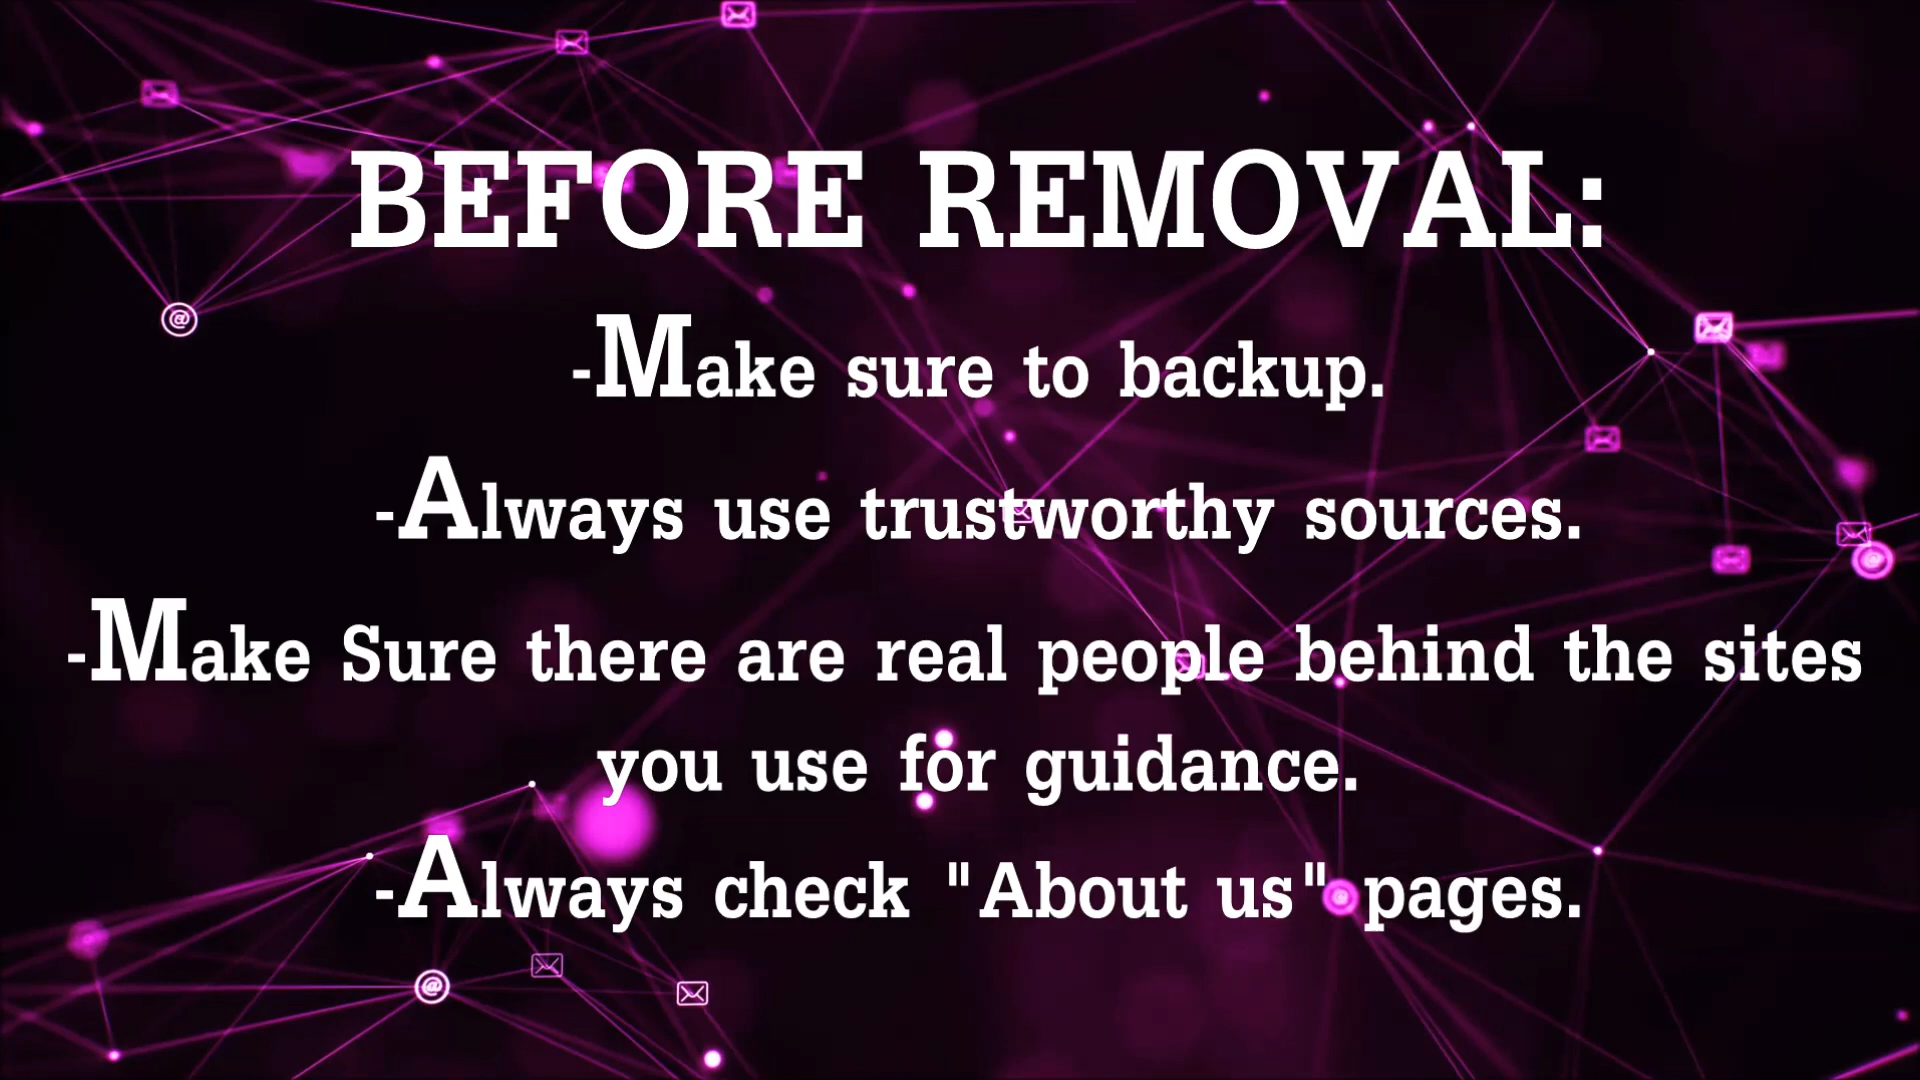 BEFORE REMOVAL:
-Make sure to backup.
-Always use trustworthy sources.
-Make Sure there are real people behind the sites
you use for guidance.
-Always check "About us" pages.